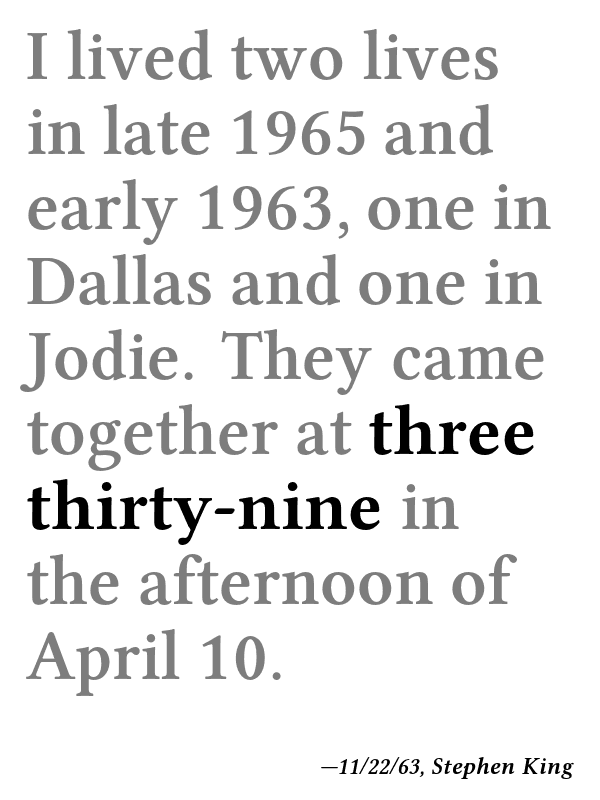 I lived two lives
in late 1965 and
early 1963, one in
Dallas and one in
Jodie. They came
together at three
thirty-nine in
the afternoon of
April 10.
—11/22/63, Stephen King